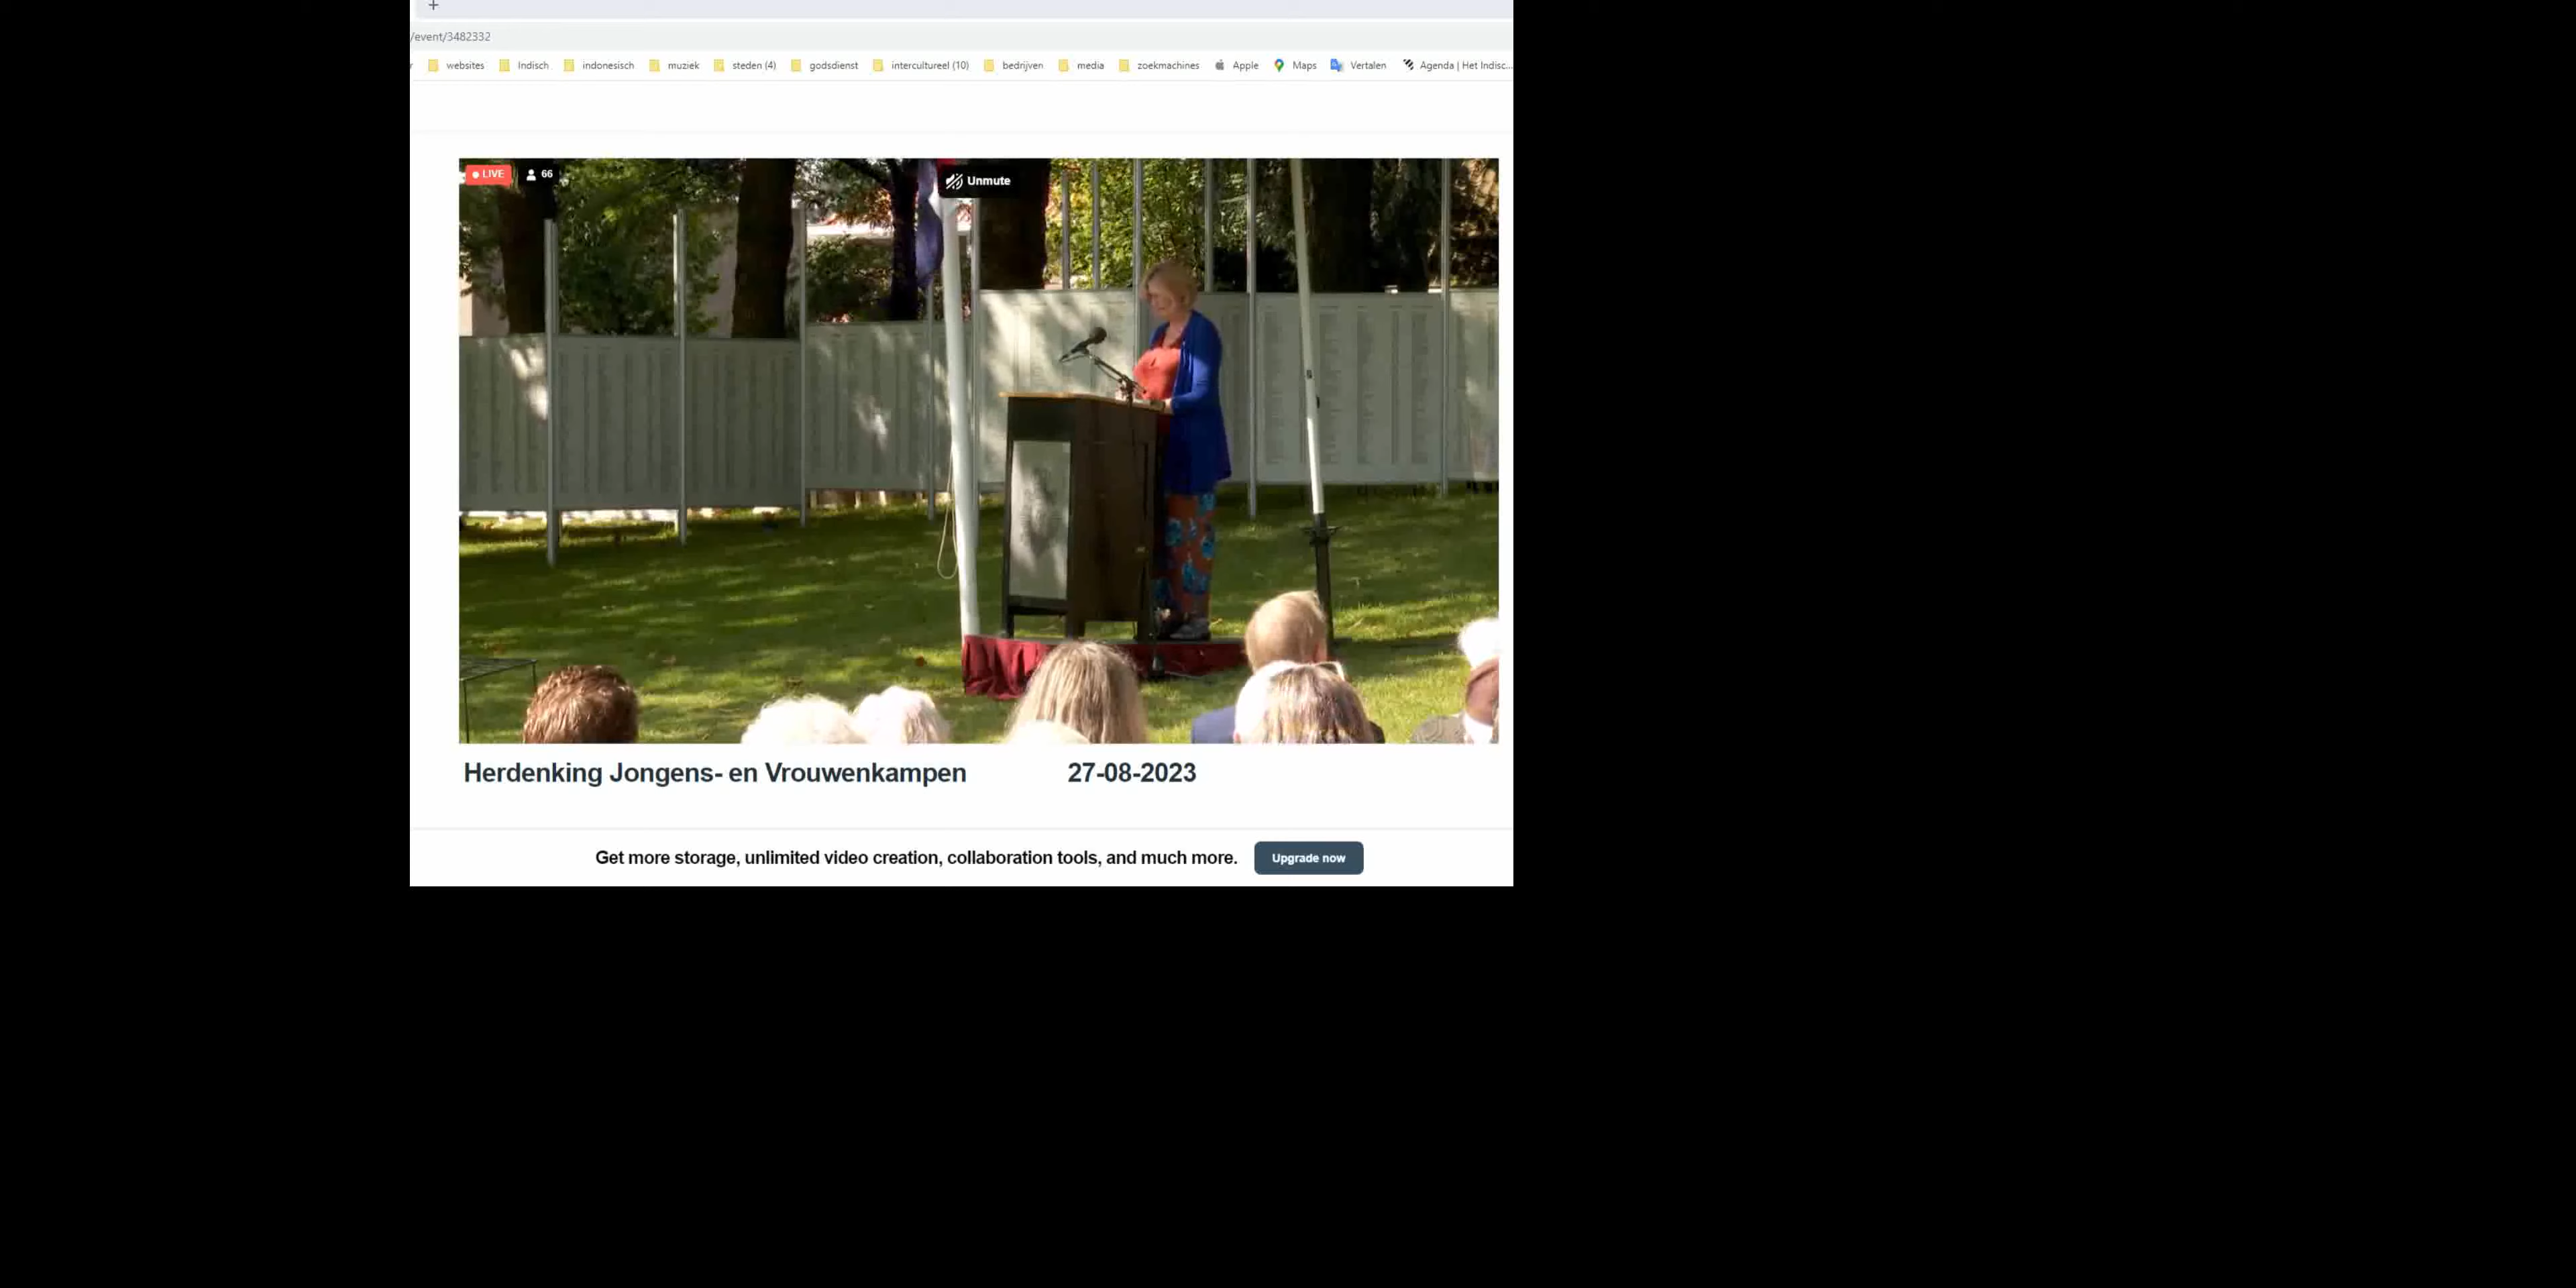 +
/event/3482332
r websites Indisch indonesisch muziek steden (4) godsdienst intercultureel (10) bedrijven media zoekmachines Apple Maps Vertalen Agenda | Het Indisc...
LIVE 66 Unmute
Herdenking Jongens- en Vrouwenkampen 27-08-2023
Get more storage, unlimited video creation, collaboration tools, and much more. Upgrade now